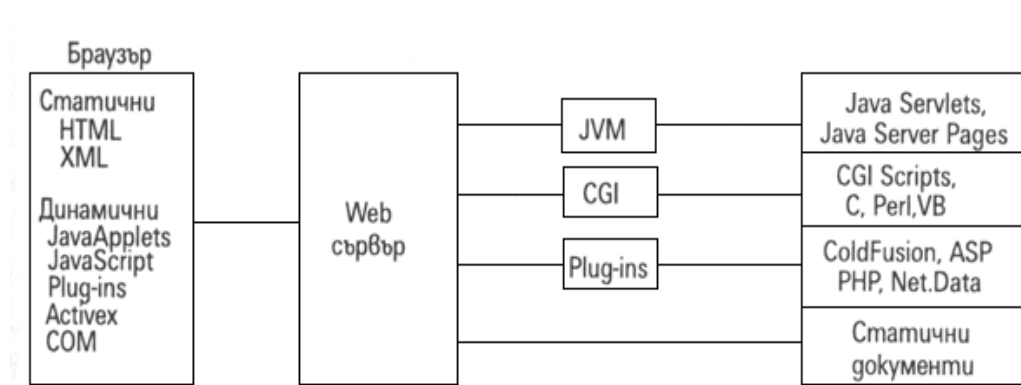 Браузър
Статични
HTML
XML
Динамични
JavaApplets
JavaScript
Plug-ins
Activex
COM
Web
сървър
JVM
CGI
Plug-ins
Java Servlets,
Java Server Pages
CGI Scripts,
C, Perl,VB
ColdFusion, ASP
PHP, Net.Data
Статични
документи